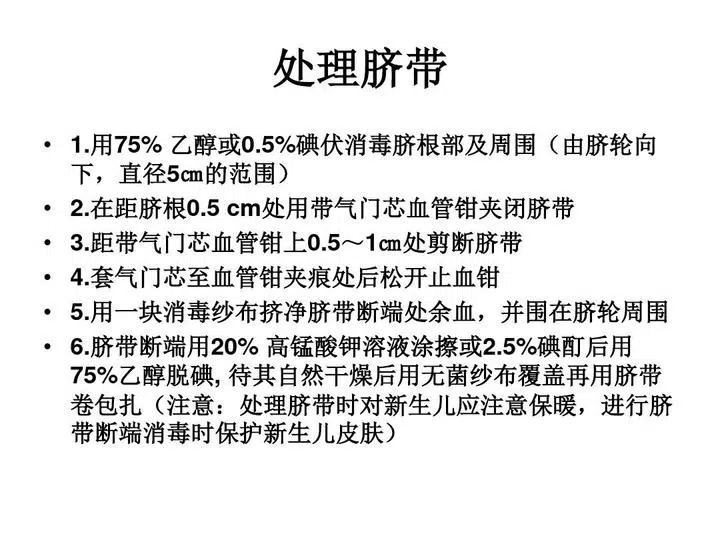 处理脐带
• 1.用75% 乙醇或0.5%碘伏消毒脐根部及周围（由脐轮向
下，直径5㎝的范围）
• 2.在距脐根0.5 cm处用带气门芯血管钳夹闭脐带
• 3.距带气门芯血管钳上0.5～1㎝处剪断脐带
• 4.套气门芯至血管钳夹痕处后松开止血钳
• 5.用一块消毒纱布挤净脐带断端处余血，并围在脐轮周围
• 6.脐带断端用20% 高锰酸钾溶液涂擦或2.5%碘酊后用
75%乙醇脱碘, 待其自然干燥后用无菌纱布覆盖再用脐带
卷包扎（注意：处理脐带时对新生儿应注意保暖，进行脐
带断端消毒时保护新生儿皮肤）